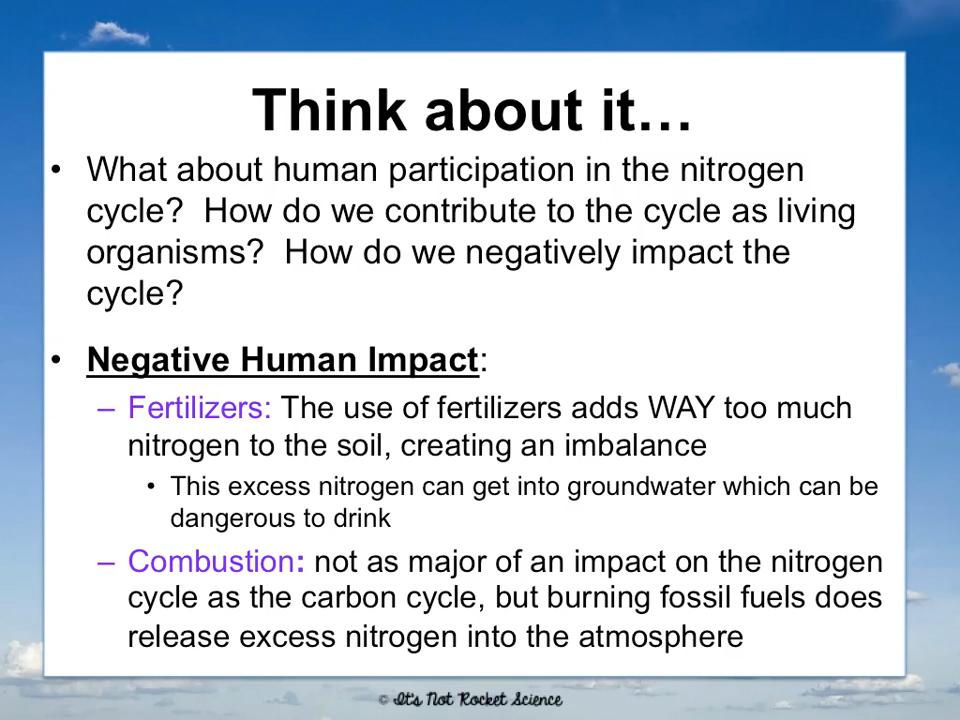 Think about it…
• What about human participation in the nitrogen
cycle?  How do we contribute to the cycle as living
organisms?  How do we negatively impact the
cycle?
• Negative Human Impact:
– Fertilizers: The use of fertilizers adds WAY too much
nitrogen to the soil, creating an imbalance
• This excess nitrogen can get into groundwater which can be
dangerous to drink
– Combustion: not as major of an impact on the nitrogen
cycle as the carbon cycle, but burning fossil fuels does
release excess nitrogen into the atmosphere
© It's Not Rocket Science